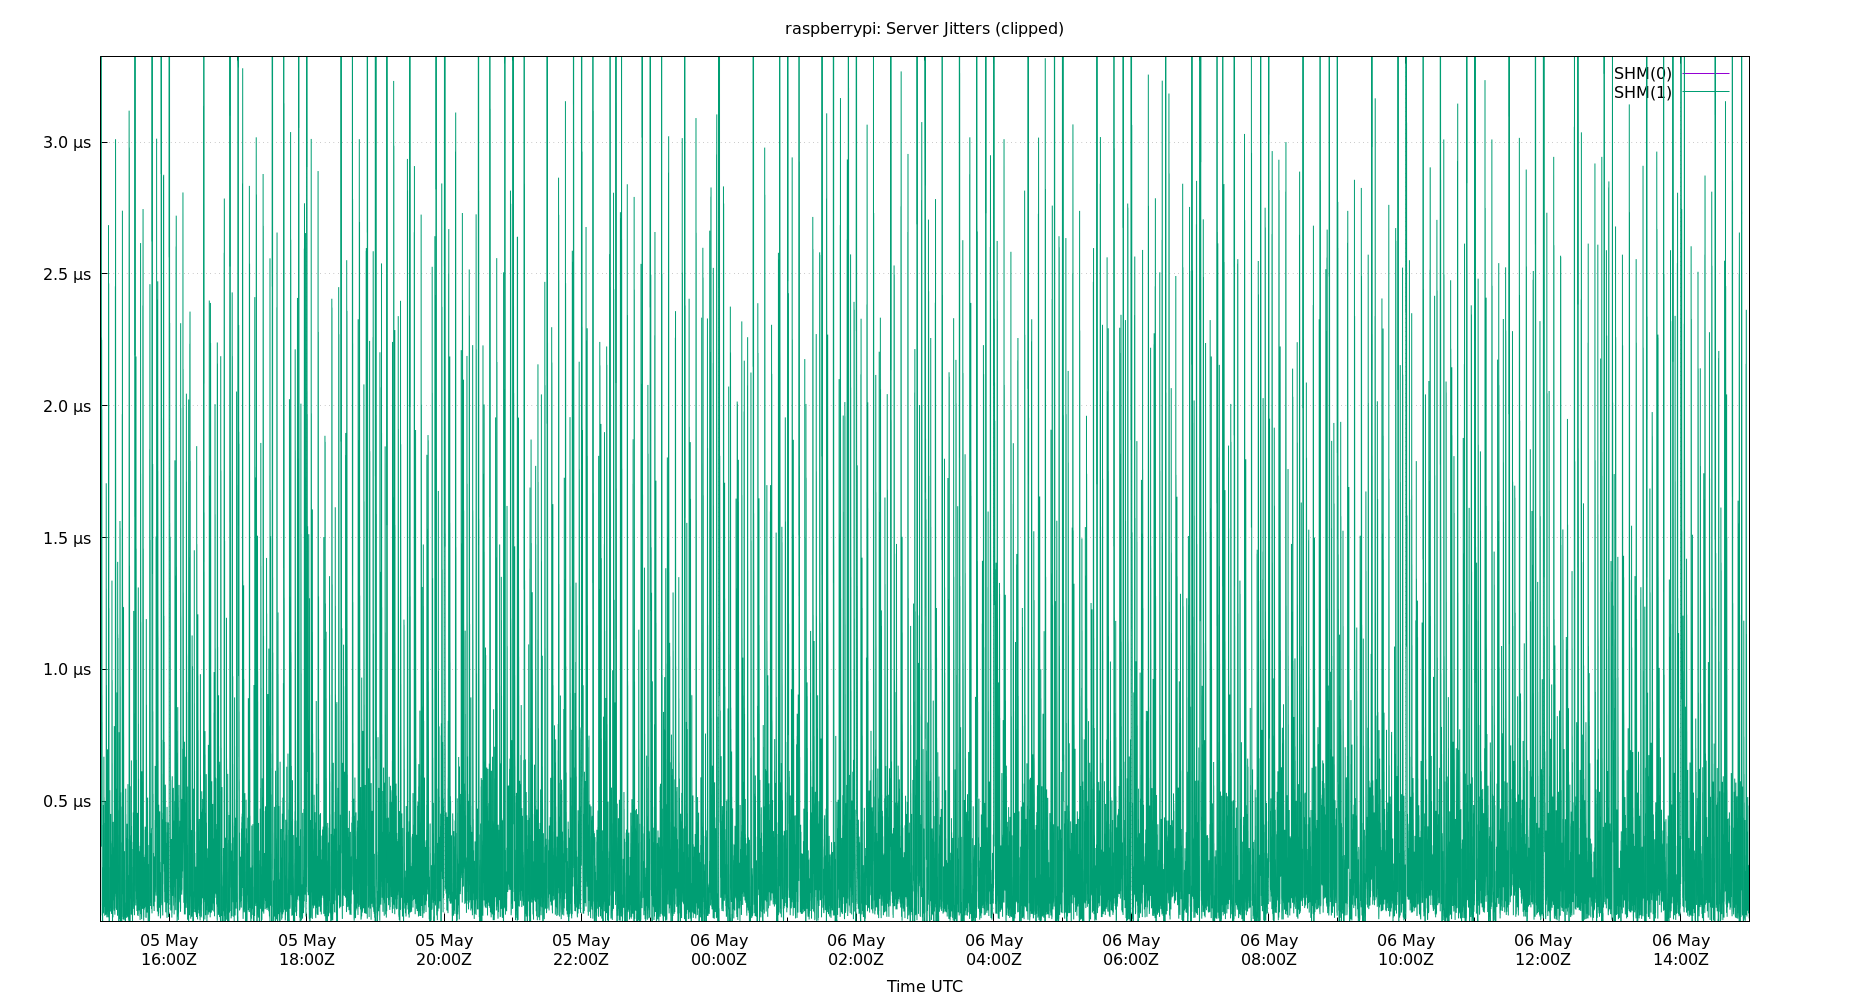 raspberrypi: Server Jitters (clipped)
SHM(0)
SHM(1)
3.0 µs
2.5 µs
2.0 µs
1.5 µs
1.0 µs
0.5 µs
05 May 05 May 05 May 05 May 06 May 06 May 06 May 06 May 06 May 06 May 06 May 06 May
16:00Z 18:00Z 20:00Z 22:00Z 00:00Z 02:00Z 04:00Z 06:00Z 08:00Z 10:00Z 12:00Z 14:00Z
Time UTC